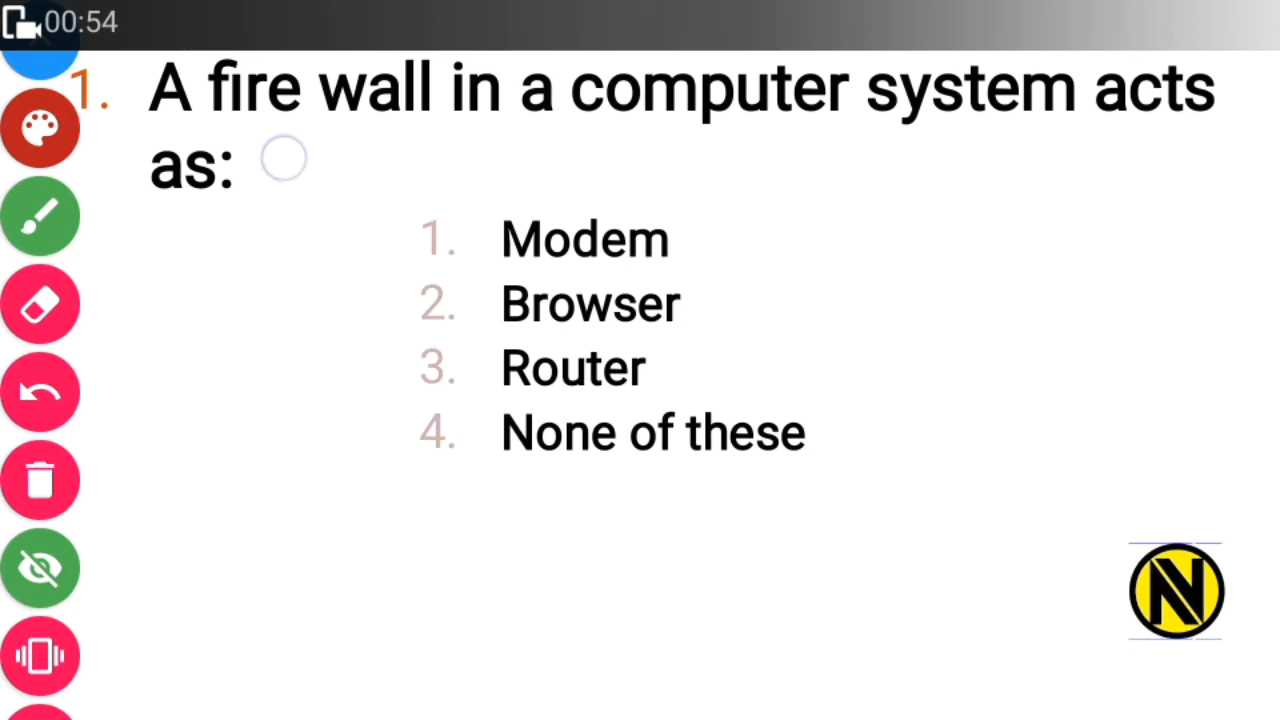 00:54
1. A fire wall in a computer system acts
as:
1. Modem
2. Browser
3. Router
4. None of these
N